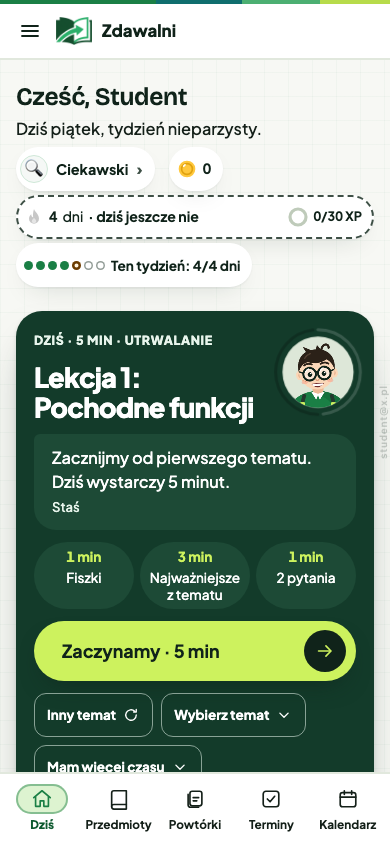 Zdawalni
Cześć, Student
Dziś piątek, tydzień nieparzysty.
Ciekawski ›
0
4 dni · dziś jeszcze nie
0/30 XP
Ten tydzień: 4/4 dni
DZIŚ · 5 MIN · UTRWALANIE
Lekcja 1:
Pochodne funkcji
Zacznijmy od pierwszego tematu.
Dziś wystarczy 5 minut.
Staś
1 min
Fiszki
3 min
Najważniejsze
z tematu
1 min
2 pytania
Zaczynamy · 5 min
Inny temat
Wybierz temat
Mam więcej czasu
student@x.pl
Dziś
Przedmioty
Powtórki
Terminy
Kalendarz